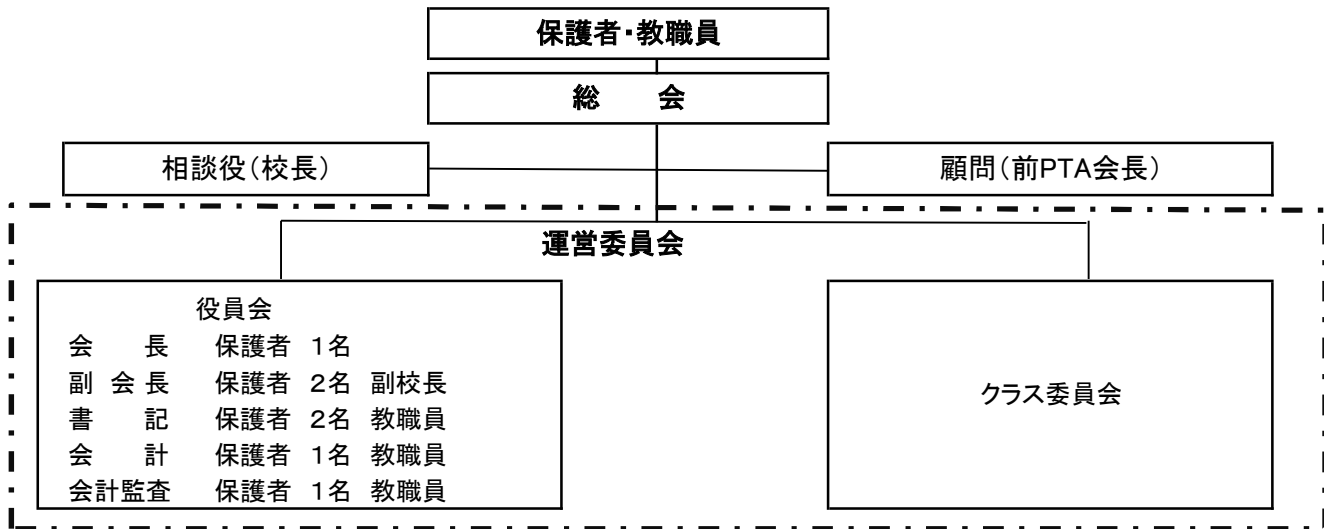 保護者・教職員
総　　会
相談役（校長）
顧問（前PTA会長）
運営委員会
役員会
会　　長　　保護者　１名
副　会　長　　保護者　２名　副校長
書　　記　　保護者　２名　教職員
会　　計　　保護者　１名　教職員
会計監査　　保護者　１名　教職員
クラス委員会